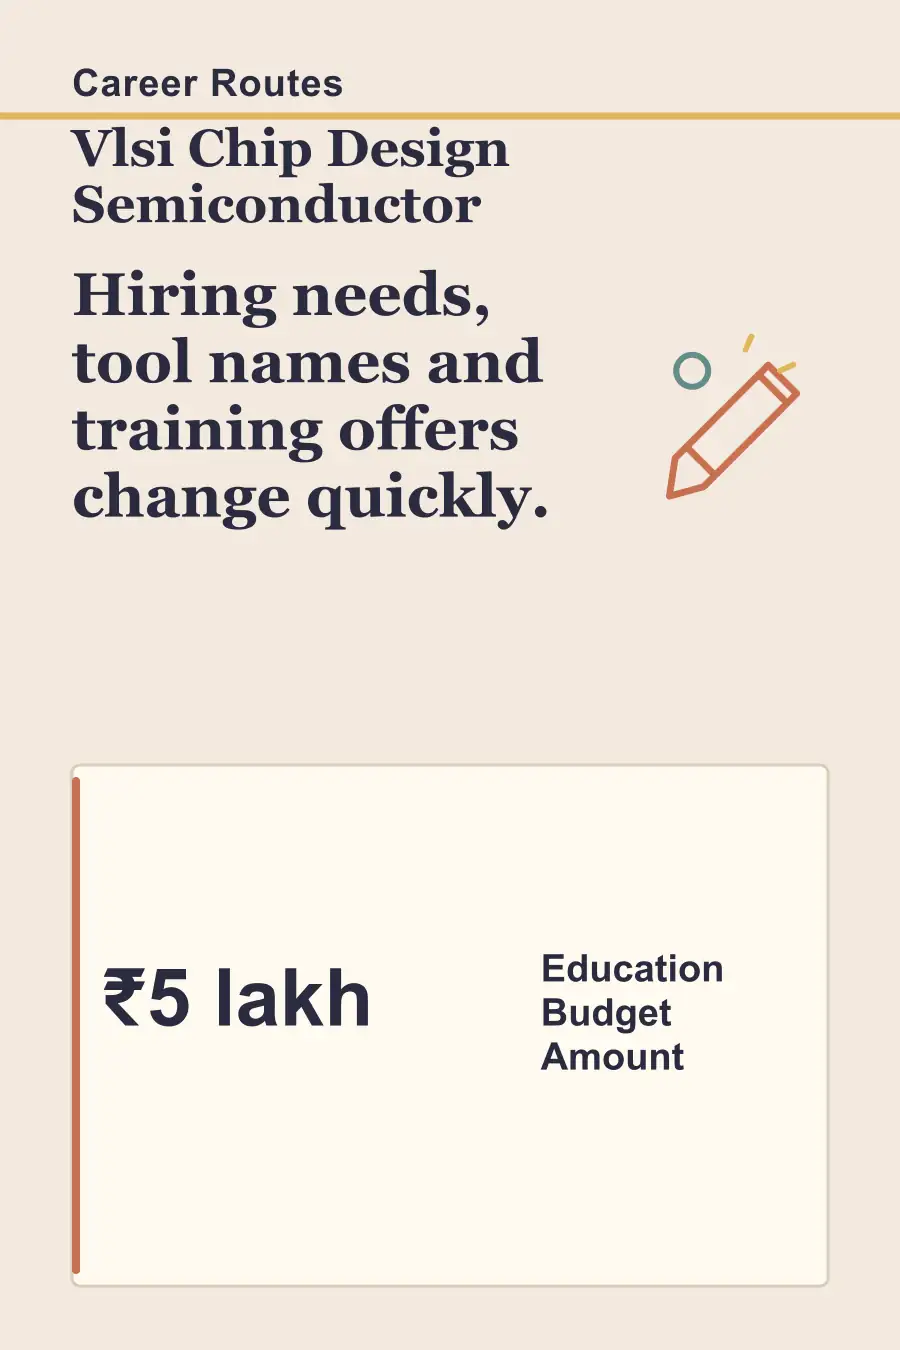 Career Routes
Vlsi Chip Design
Semiconductor
Hiring needs,
tool names and
training offers
change quickly.
₹5 lakh
Education
Budget
Amount